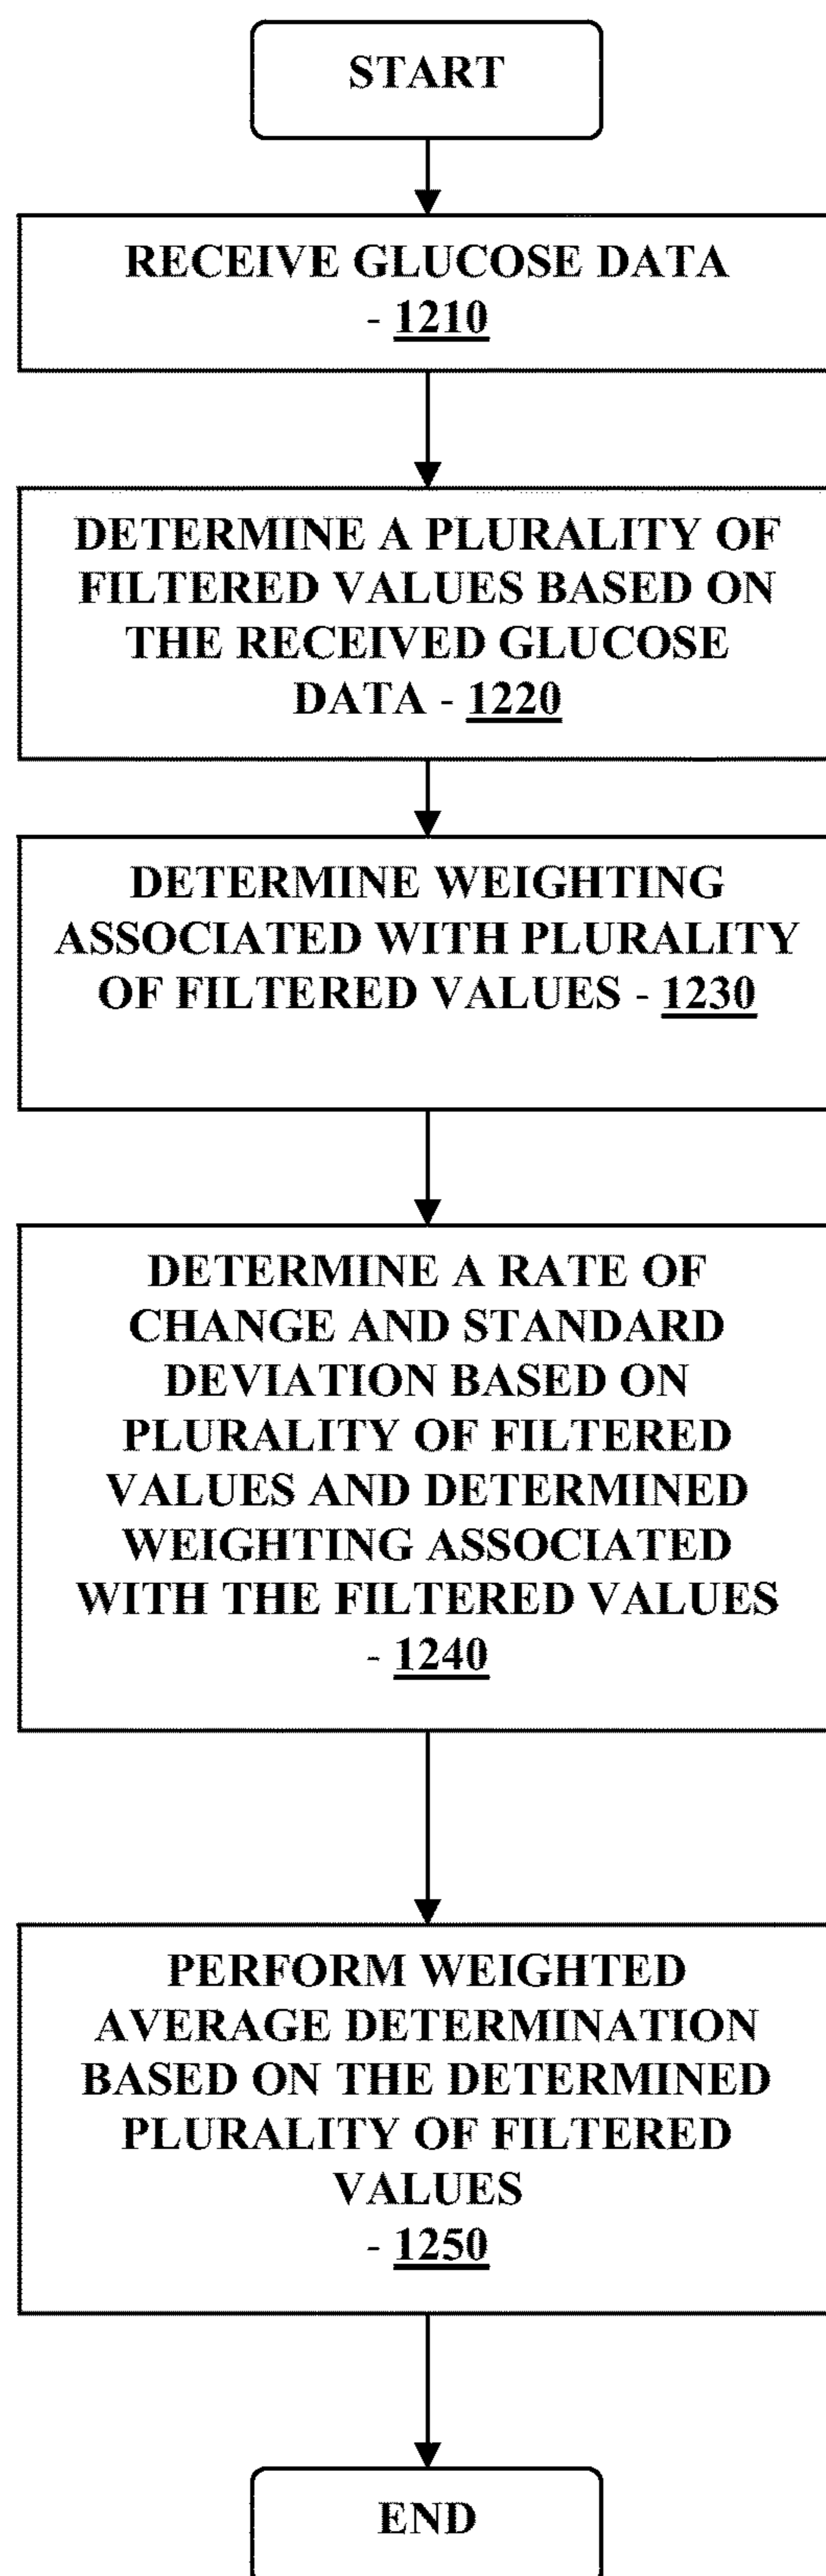 START
RECEIVE GLUCOSE DATA
- 1210
DETERMINE A PLURALITY OF
FILTERED VALUES BASED ON
THE RECEIVED GLUCOSE
DATA - 1220
DETERMINE WEIGHTING
ASSOCIATED WITH PLURALITY
OF FILTERED VALUES - 1230
DETERMINE A RATE OF
CHANGE AND STANDARD
DEVIATION BASED ON
PLURALITY OF FILTERED
VALUES AND DETERMINED
WEIGHTING ASSOCIATED
WITH THE FILTERED VALUES
- 1240
PERFORM WEIGHTED
AVERAGE DETERMINATION
BASED ON THE DETERMINED
PLURALITY OF FILTERED
VALUES
- 1250
END